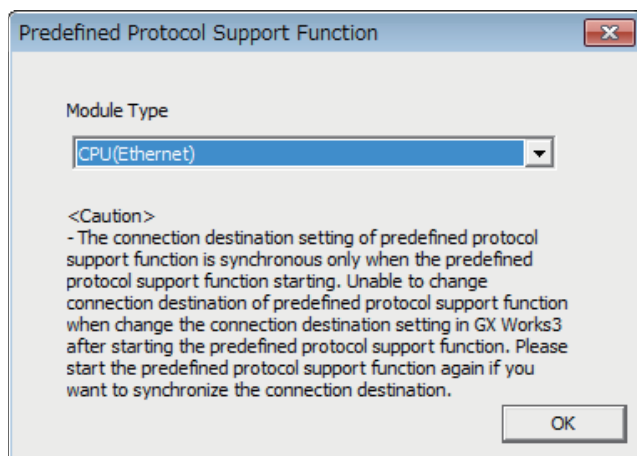 Predefined Protocol Support Function
Module Type
CPU(Ethernet)
<Caution>
- The connection destination setting of predefined protocol
support function is synchronous only when the predefined
protocol support function starting. Unable to change
connection destination of predefined protocol support function
when change the connection destination setting in GX Works3
after starting the predefined protocol support function. Please
start the predefined protocol support function again if you
want to synchronize the connection destination.
OK